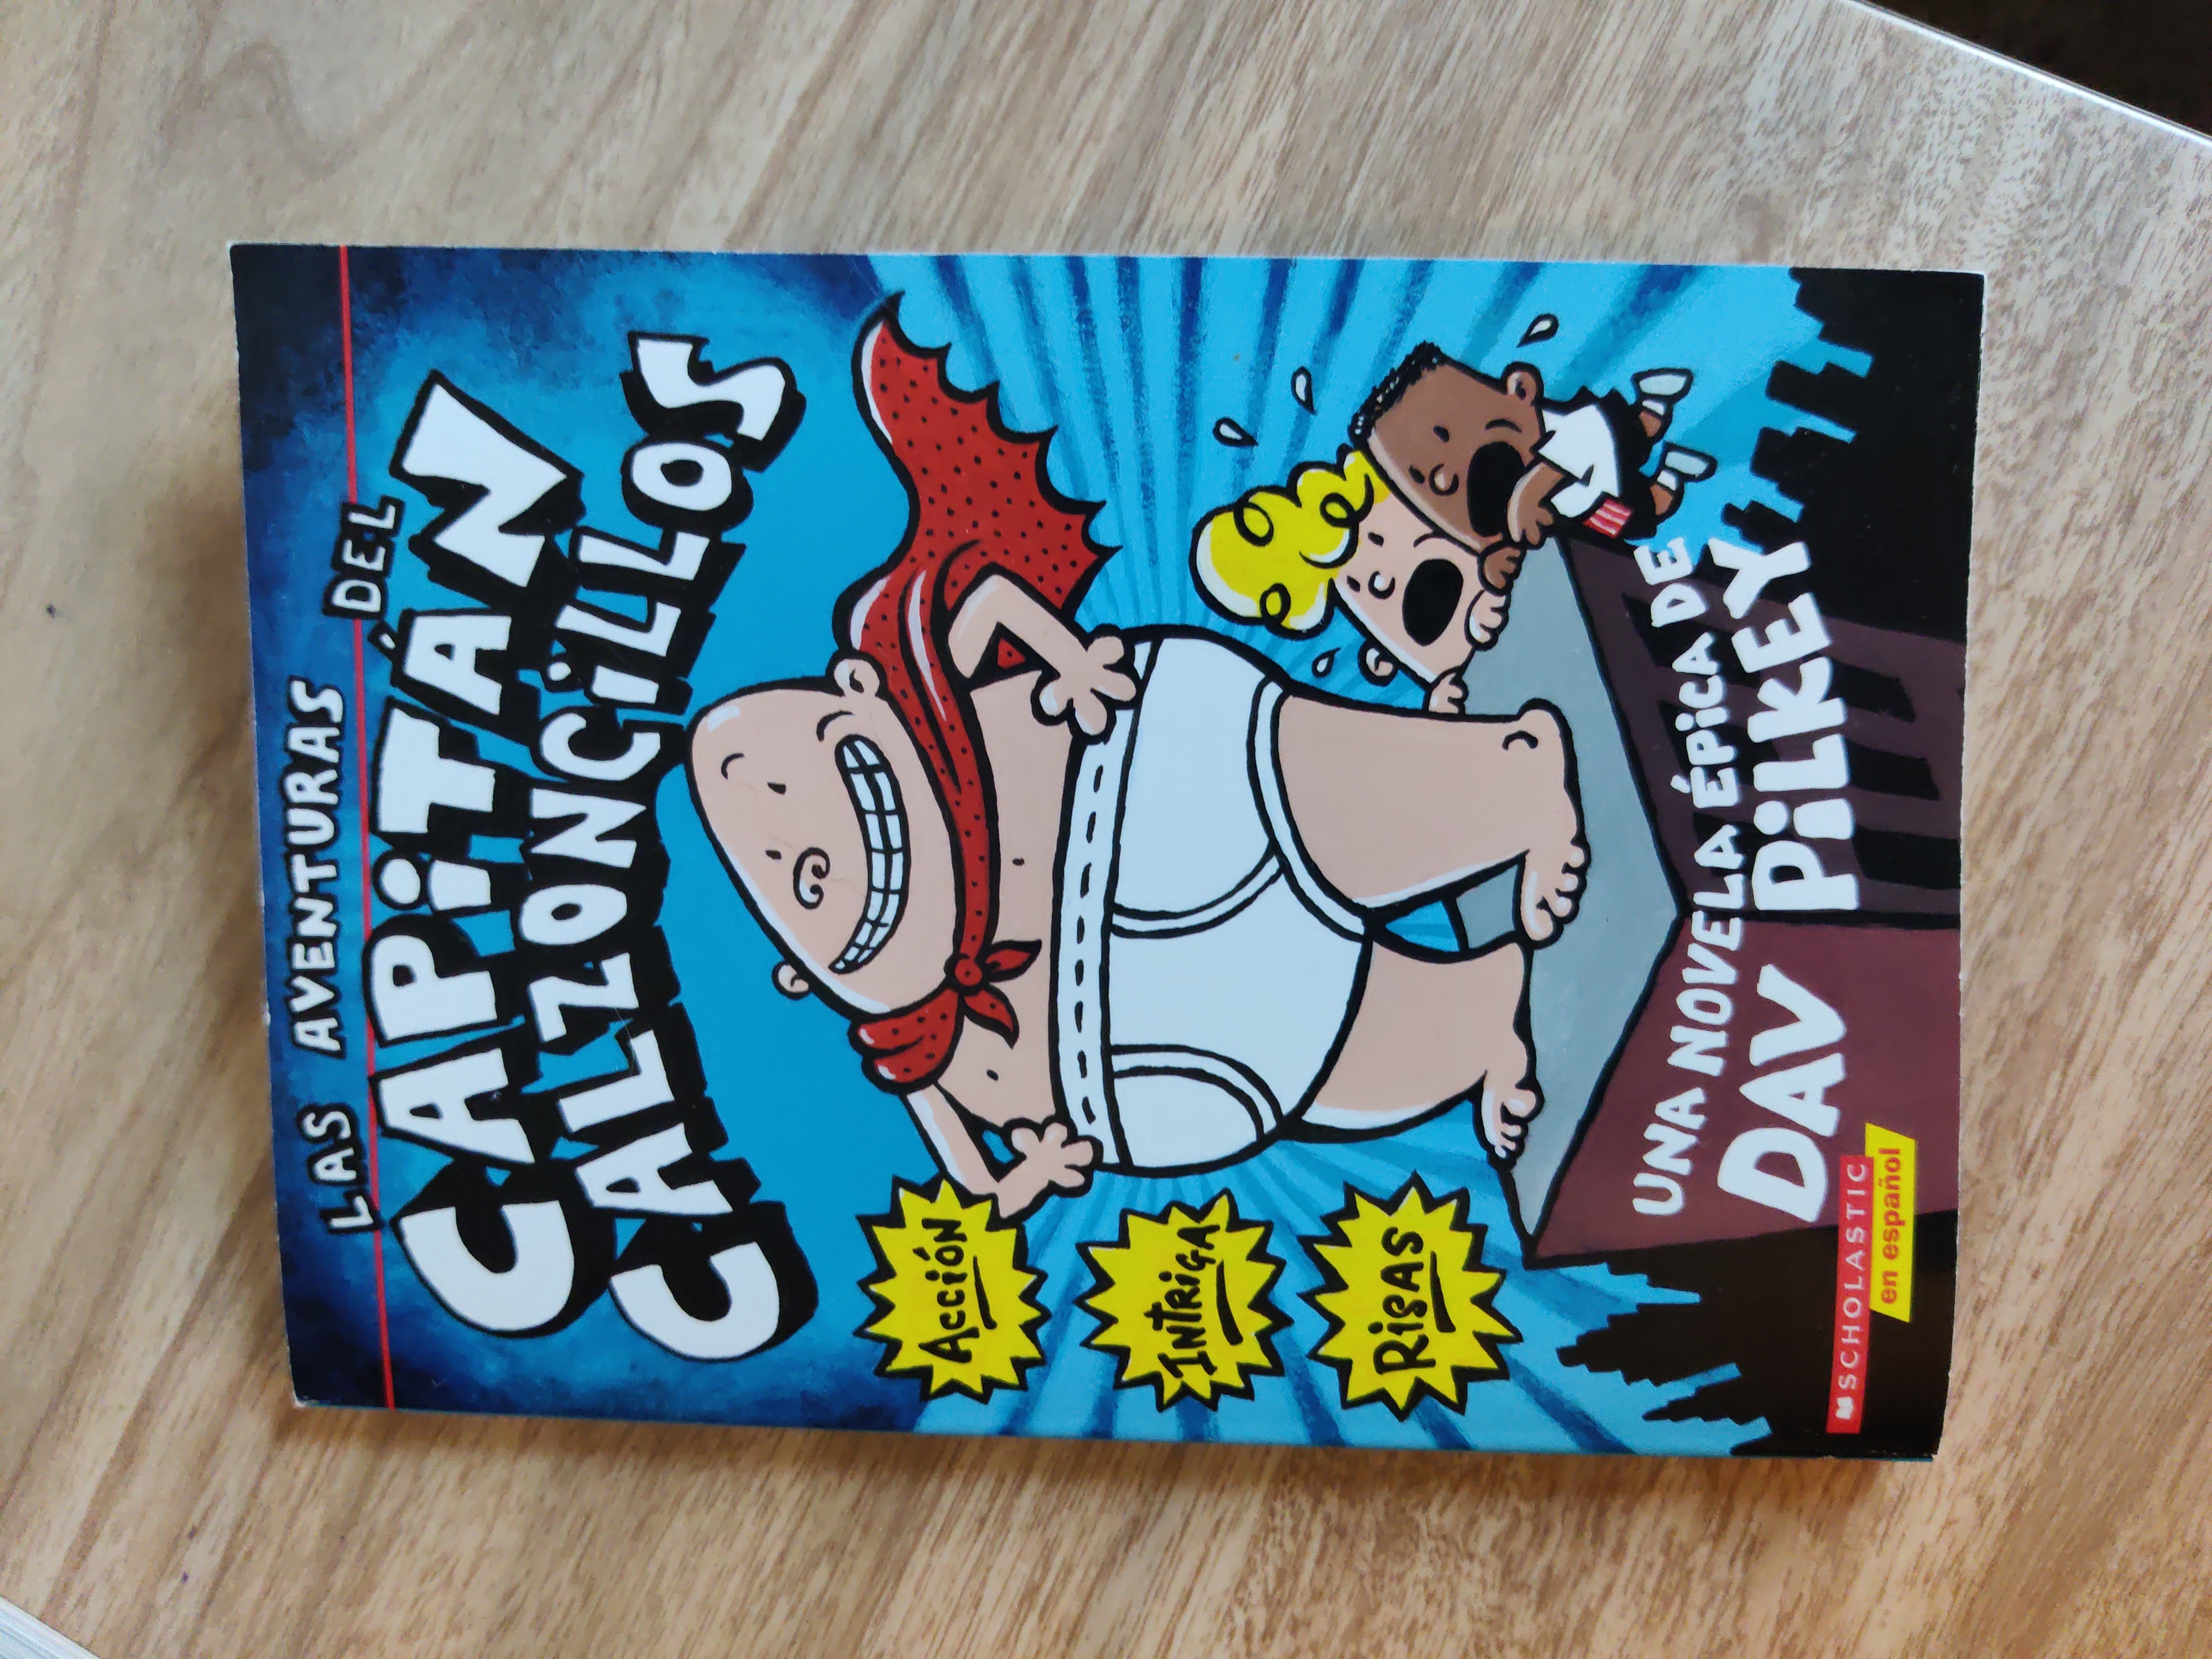 LAS AVENTURAS DEL
CAPiTÁN
CALZONCiLLOS
Acción
INTRiGA
RiSAS
UNA NOVELA ÉPiCA DE
DAV PiLKEY
SCHOLASTIC
en español